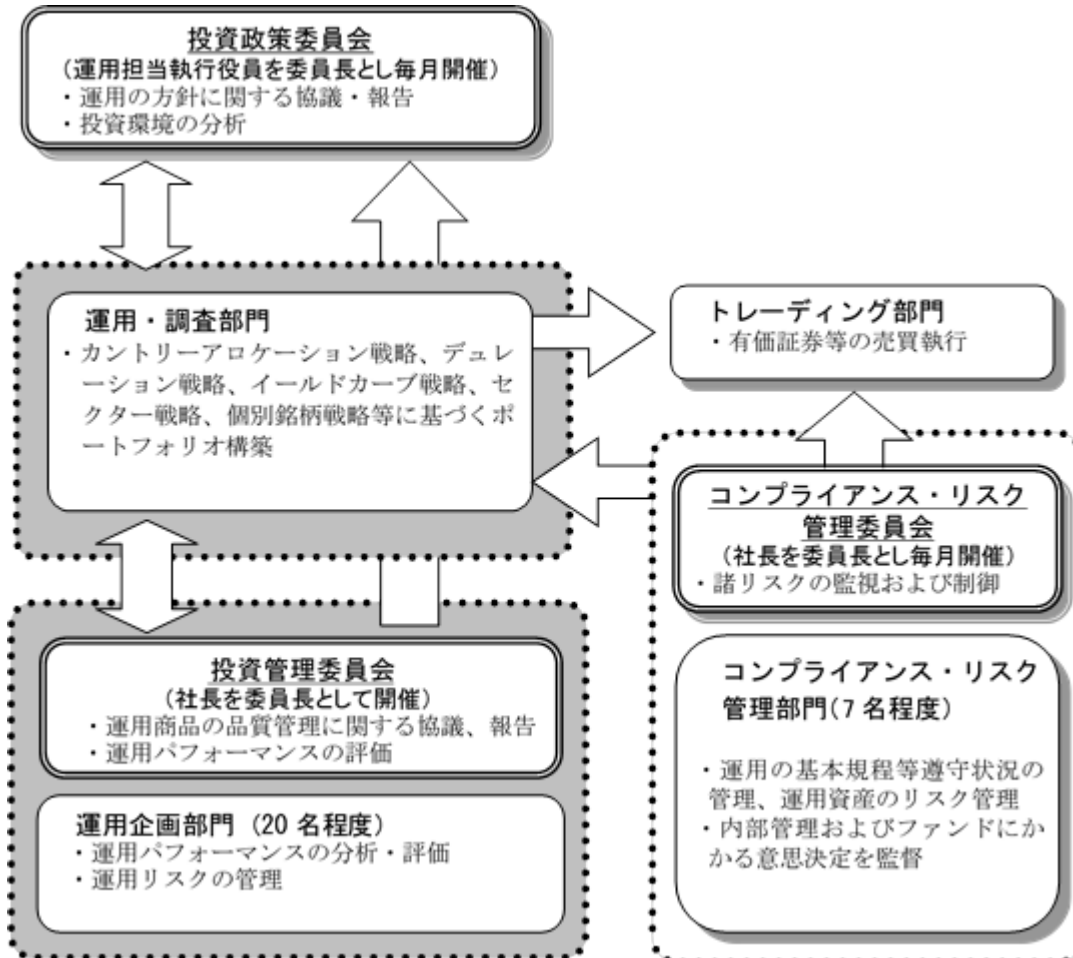 投資政策委員会
(運用担当執行役員を委員長とし毎月開催)
・運用の方針に関する協議・報告
・投資環境の分析
運用・調査部門
・カントリーアロケーション戦略、デュレ
ーション戦略、イールドカーブ戦略、セ
クター戦略、個別銘柄戦略等に基づくポ
ートフォリオ構築
トレーディング部門
・有価証券等の売買執行
コンプライアンス・リスク
管理委員会
(社長を委員長とし毎月開催)
・諸リスクの監視および制御
投資管理委員会
(社長を委員長として開催)
・運用商品の品質管理に関する協議、報告
・運用パフォーマンスの評価
運用企画部門 (20 名程度)
・運用パフォーマンスの分析・評価
・運用リスクの管理
コンプライアンス・リスク
管理部門(7 名程度)
・運用の基本規程等遵守状況の
管理、運用資産のリスク管理
・内部管理およびファンドにか
かる意思決定を監督